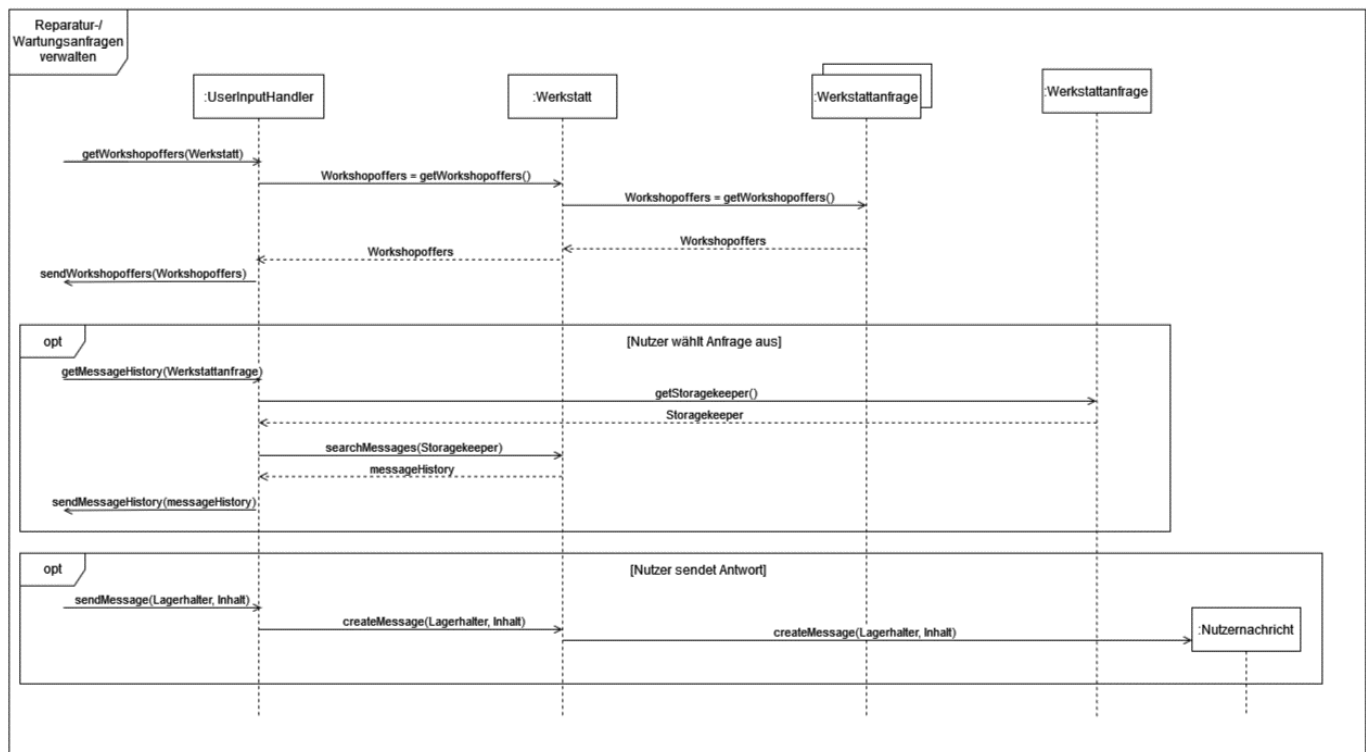 Reparatur-/
Wartungsanfragen
verwalten
:UserInputHandler
:Werkstatt
:Werkstattanfrage
:Werkstattanfrage
getWorkshopoffers(Werkstatt)
Workshopoffers = getWorkshopoffers()
Workshopoffers = getWorkshopoffers()
Workshopoffers
Workshopoffers
sendWorkshopoffers(Workshopoffers)
opt
[Nutzer wählt Anfrage aus]
getMessageHistory(Werkstattanfrage)
getStoragekeeper()
Storagekeeper
searchMessages(Storagekeeper)
messageHistory
sendMessageHistory(messageHistory)
opt
[Nutzer sendet Antwort]
sendMessage(Lagerhalter, Inhalt)
createMessage(Lagerhalter, Inhalt)
createMessage(Lagerhalter, Inhalt)
:Nutzernachricht